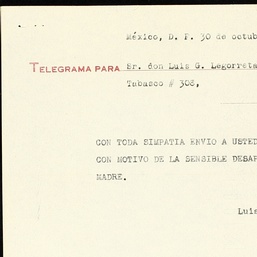 México, D. F. 30 de octub
TELEGRAMA PARA Sr. don Luis G. Legorreta
Tabasco # 308,
CON TODA SIMPATIA ENVIO A USTED
CON MOTIVO DE LA SENSIBLE DESAP
MADRE.
Luis